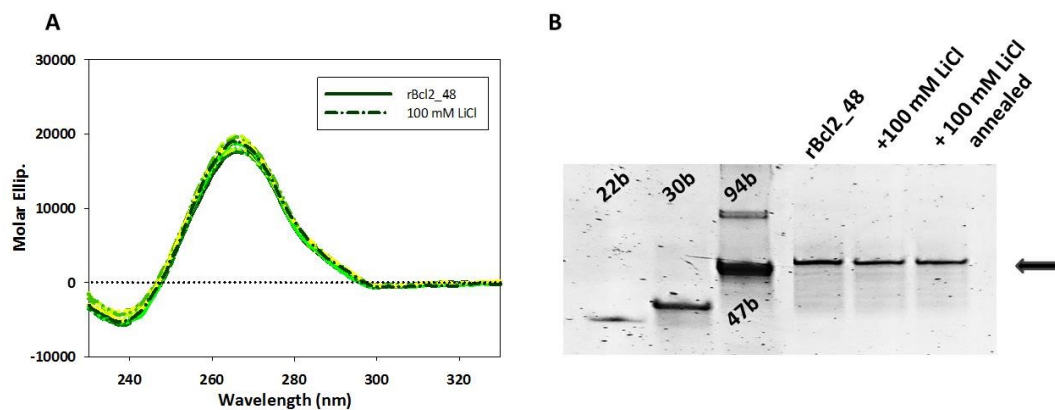 A
30000
20000
10000
0
-10000
Molar Ellip.
240 260 280 300 320
Wavelength (nm)
rBcl2_48
100 mM LiCl
B
22b 30b 94b
47b
rBcl2_48
+100 mM LiCl
+ 100 mM LiCl
annealed